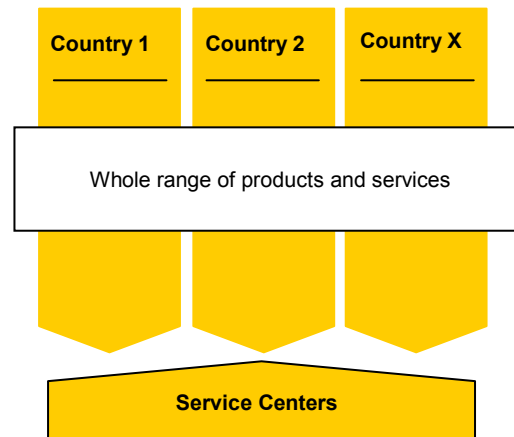 Country 1
Country 2
Country X
Whole range of products and services
Service Centers